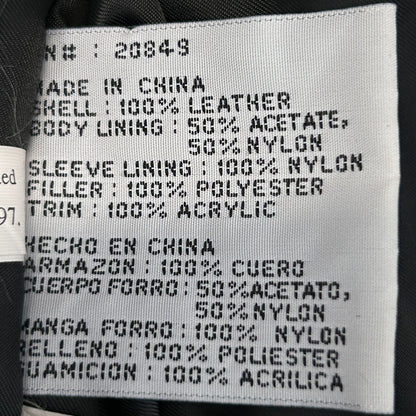 RN# : 20849
MADE IN CHINA
SHELL : 100% LEATHER
BODY LINING : 50% ACETATE,
50% NYLON
SLEEVE LINING : 100% NYLON
FILLER : 100% POLYESTER
TRIM : 100% ACRYLIC
97.
HECHO EN CHINA
ARMAZON : 100% CUERO
CUERPO FORRO : 50% ACETATO,
50% NYLON
MANGA FORRO : 100% NYLON
RELLENO : 100% POLIESTER
GUAMICION : 100% ACRILICA